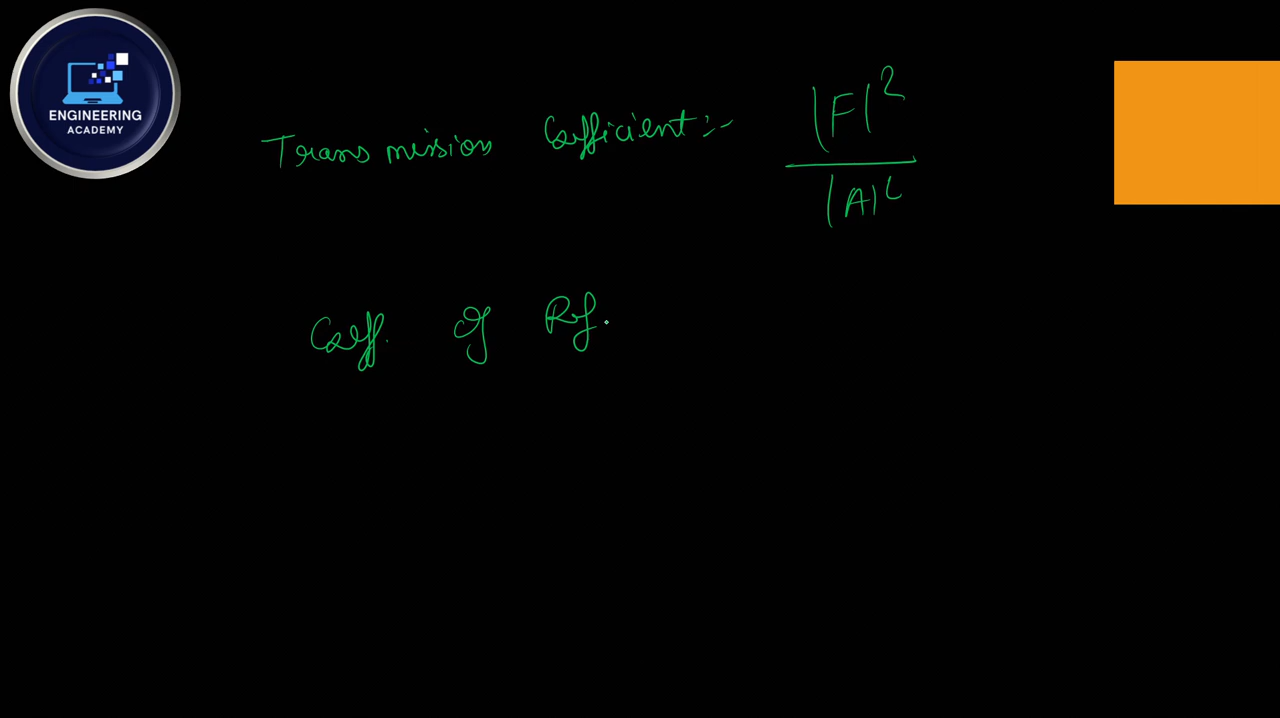 ENGINEERING
ACADEMY
Transmission Coefficient :- |F|²
|A|²
Coeff. of Ref.